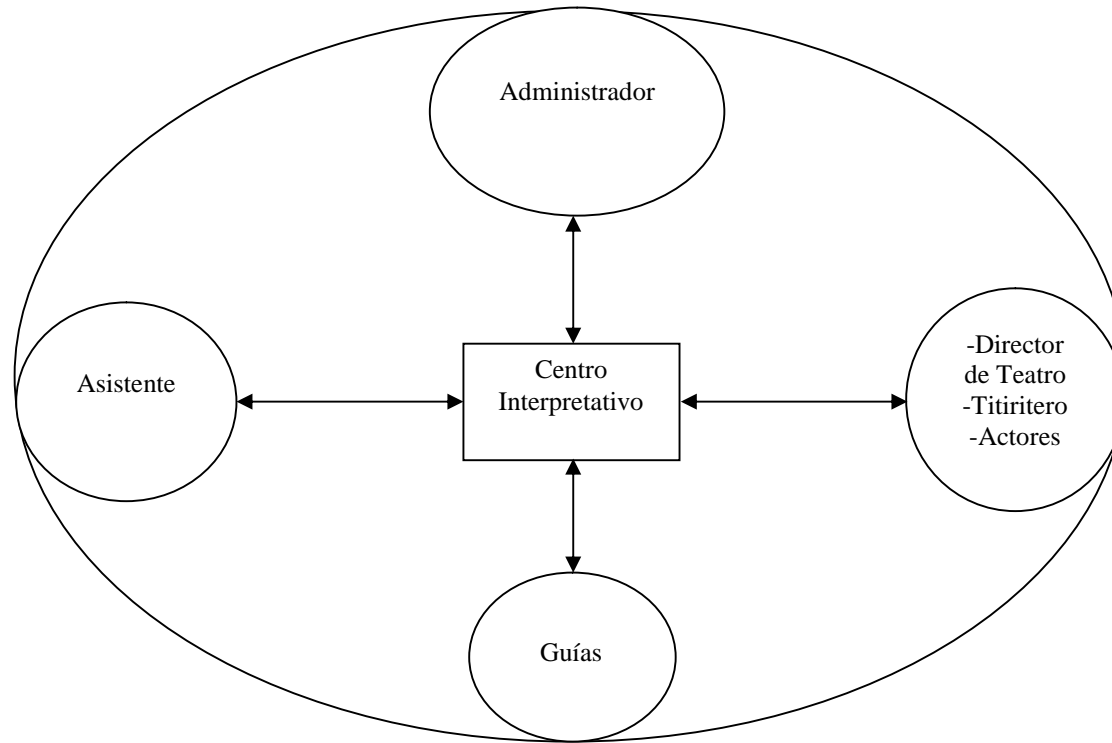 Administrador
Asistente
Centro
Interpretativo
-Director
de Teatro
-Titiritero
-Actores
Guías